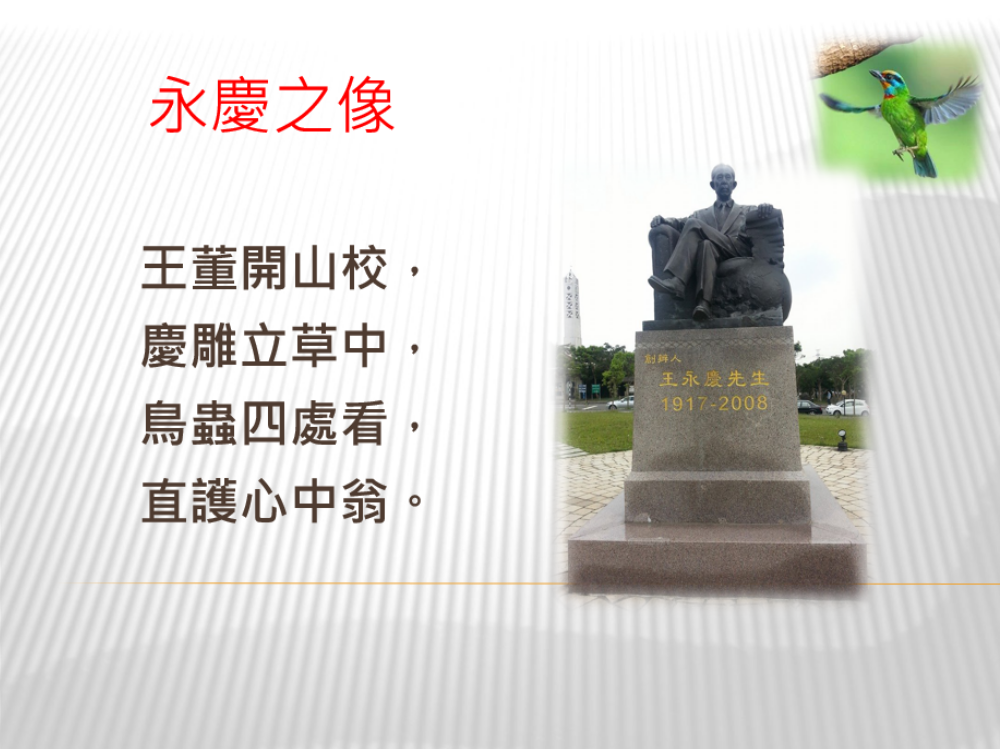 永慶之像
王董開山校，
慶雕立草中，
鳥蟲四處看，
直護心中翁。
創辦人
王永慶先生
1917-2008